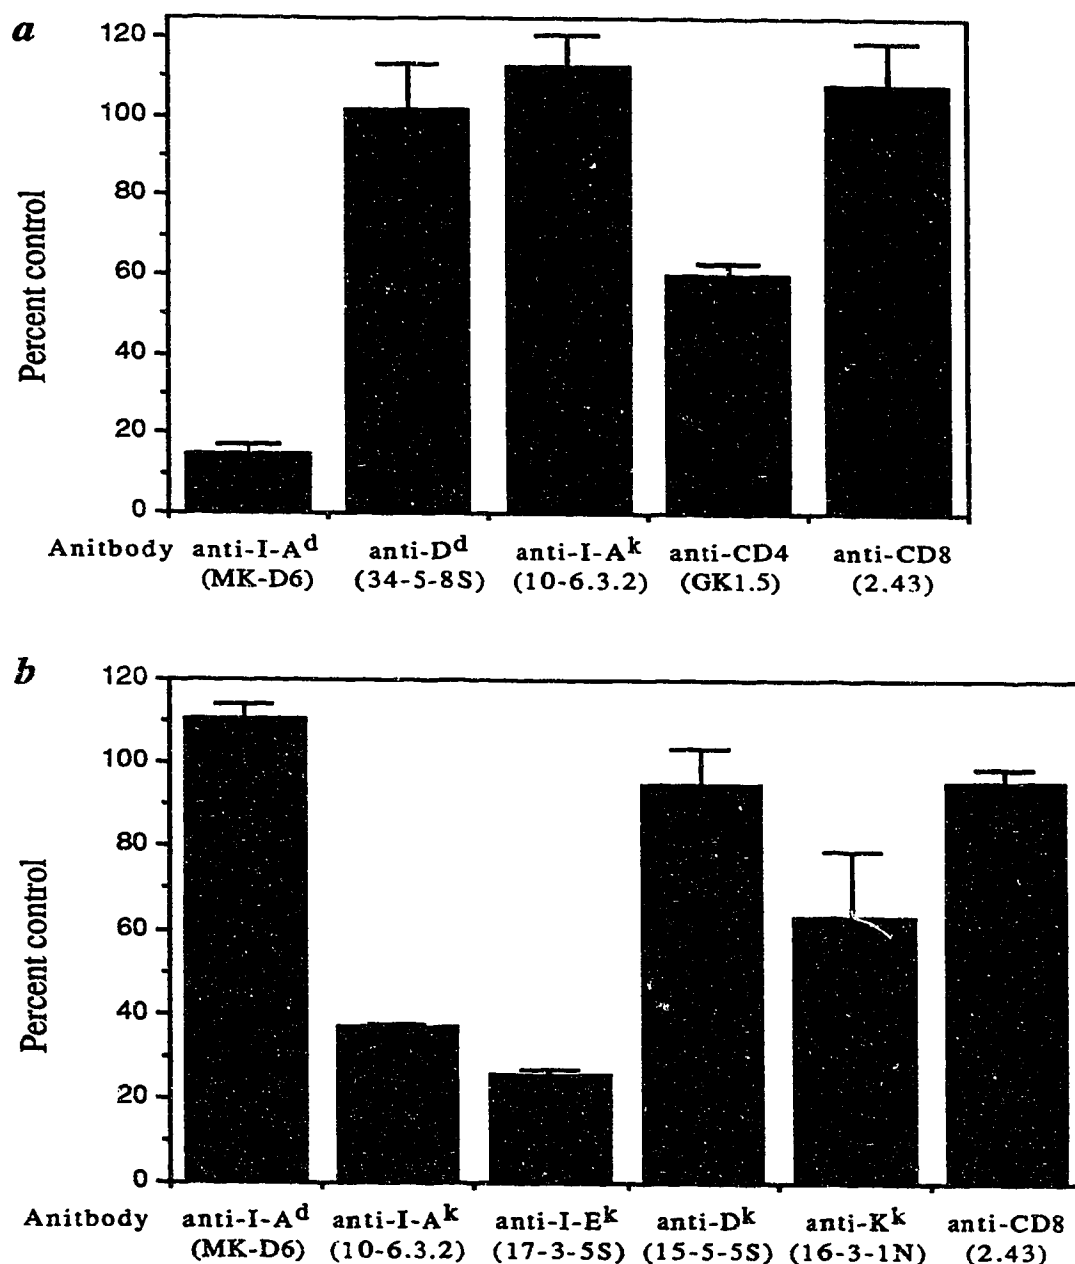 a
120
100
80
60
40
20
0
Percent control
Anitbody anti-I-Aᵈ anti-Dᵈ anti-I-Aᵏ anti-CD4 anti-CD8
(MK-D6) (34-5-8S) (10-6.3.2) (GK1.5) (2.43)
b
120
100
80
60
40
20
0
Percent control
Anitbody anti-I-Aᵈ anti-I-Aᵏ anti-I-Eᵏ anti-Dᵏ anti-Kᵏ anti-CD8
(MK-D6) (10-6.3.2) (17-3-5S) (15-5-5S) (16-3-1N) (2.43)